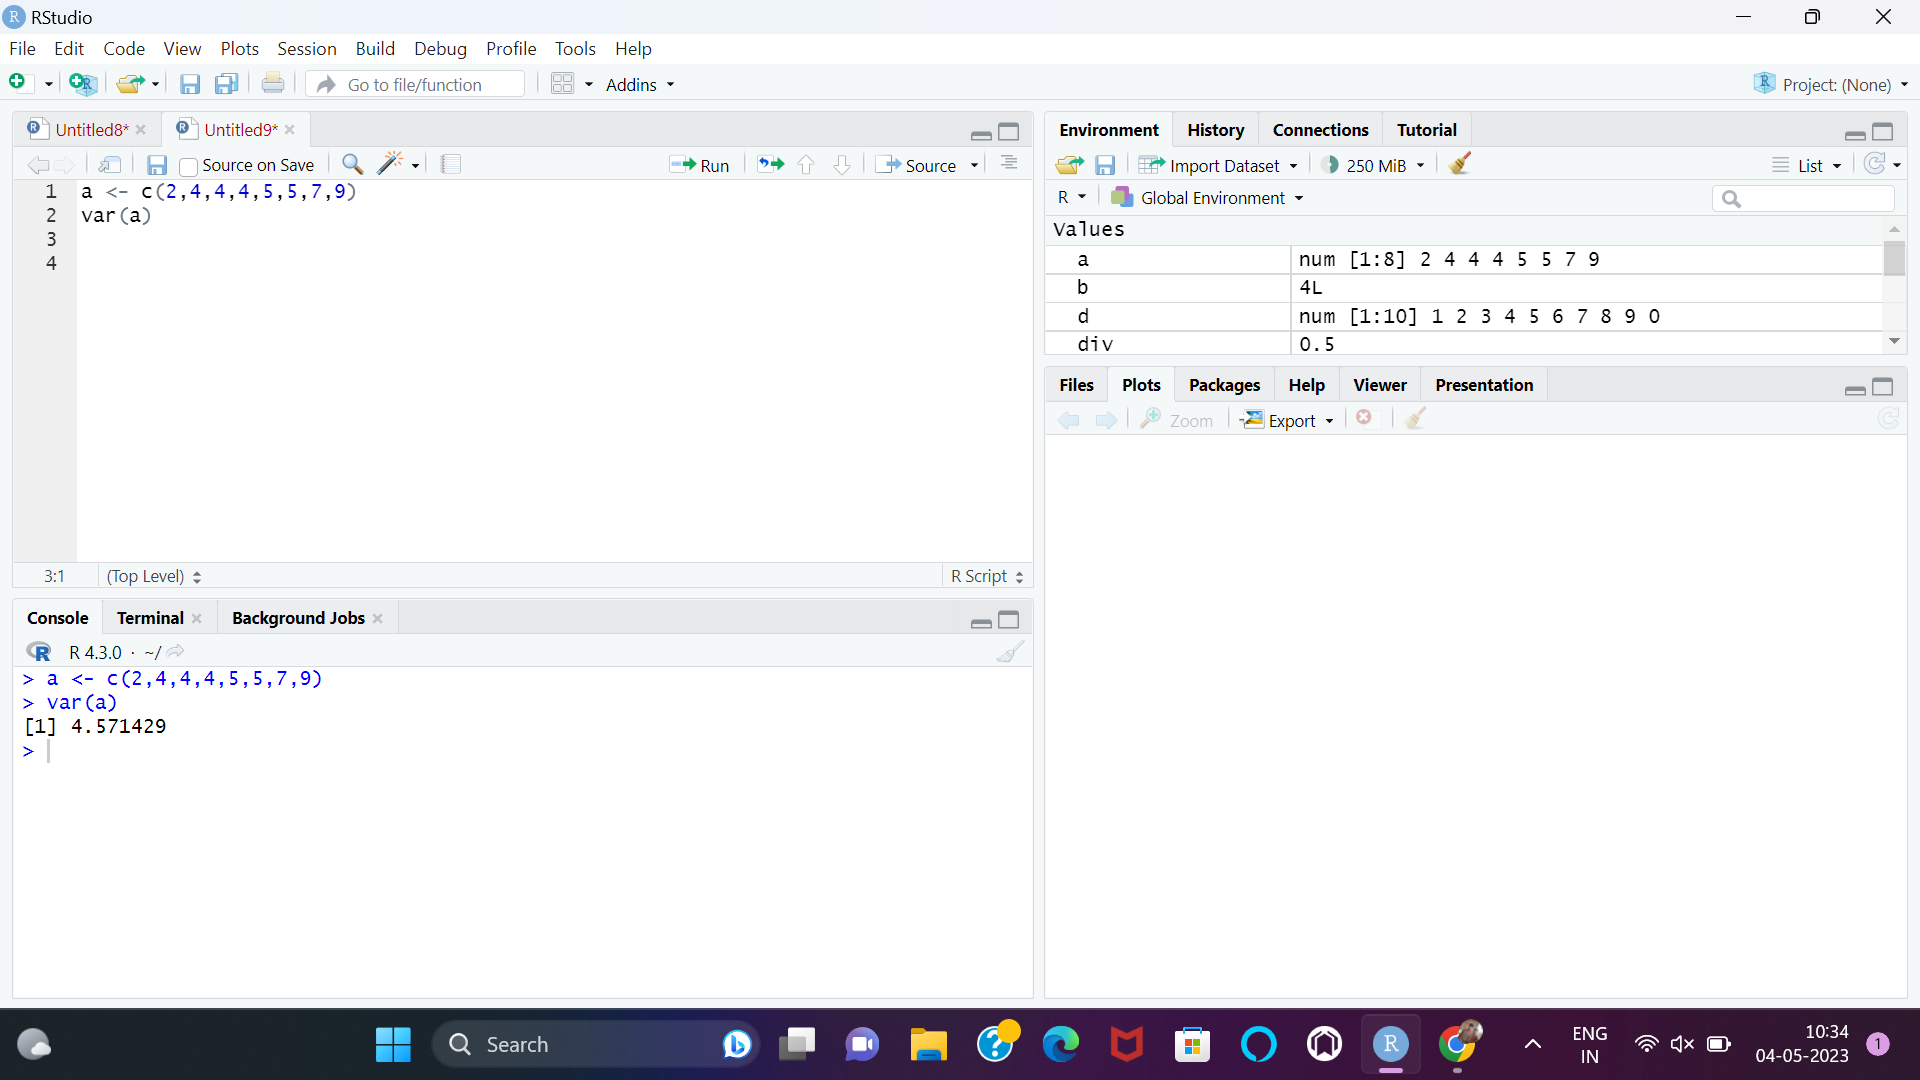 RStudio
File Edit Code View Plots Session Build Debug Profile Tools Help
Go to file/function Addins Project: (None)
Untitled8* Untitled9*
Source on Save Run Source
1 a <- c(2,4,4,4,5,5,7,9)
2 var(a)
3
4
3:1 (Top Level) R Script
Console Terminal Background Jobs
R 4.3.0 · ~/
> a <- c(2,4,4,4,5,5,7,9)
> var(a)
[1] 4.571429
>
Environment History Connections Tutorial
Import Dataset 250 MiB List
R Global Environment
Values
a num [1:8] 2 4 4 4 5 5 7 9
b 4L
d num [1:10] 1 2 3 4 5 6 7 8 9 0
div 0.5
Files Plots Packages Help Viewer Presentation
Zoom Export
Search
ENG
IN
10:34
04-05-2023
1